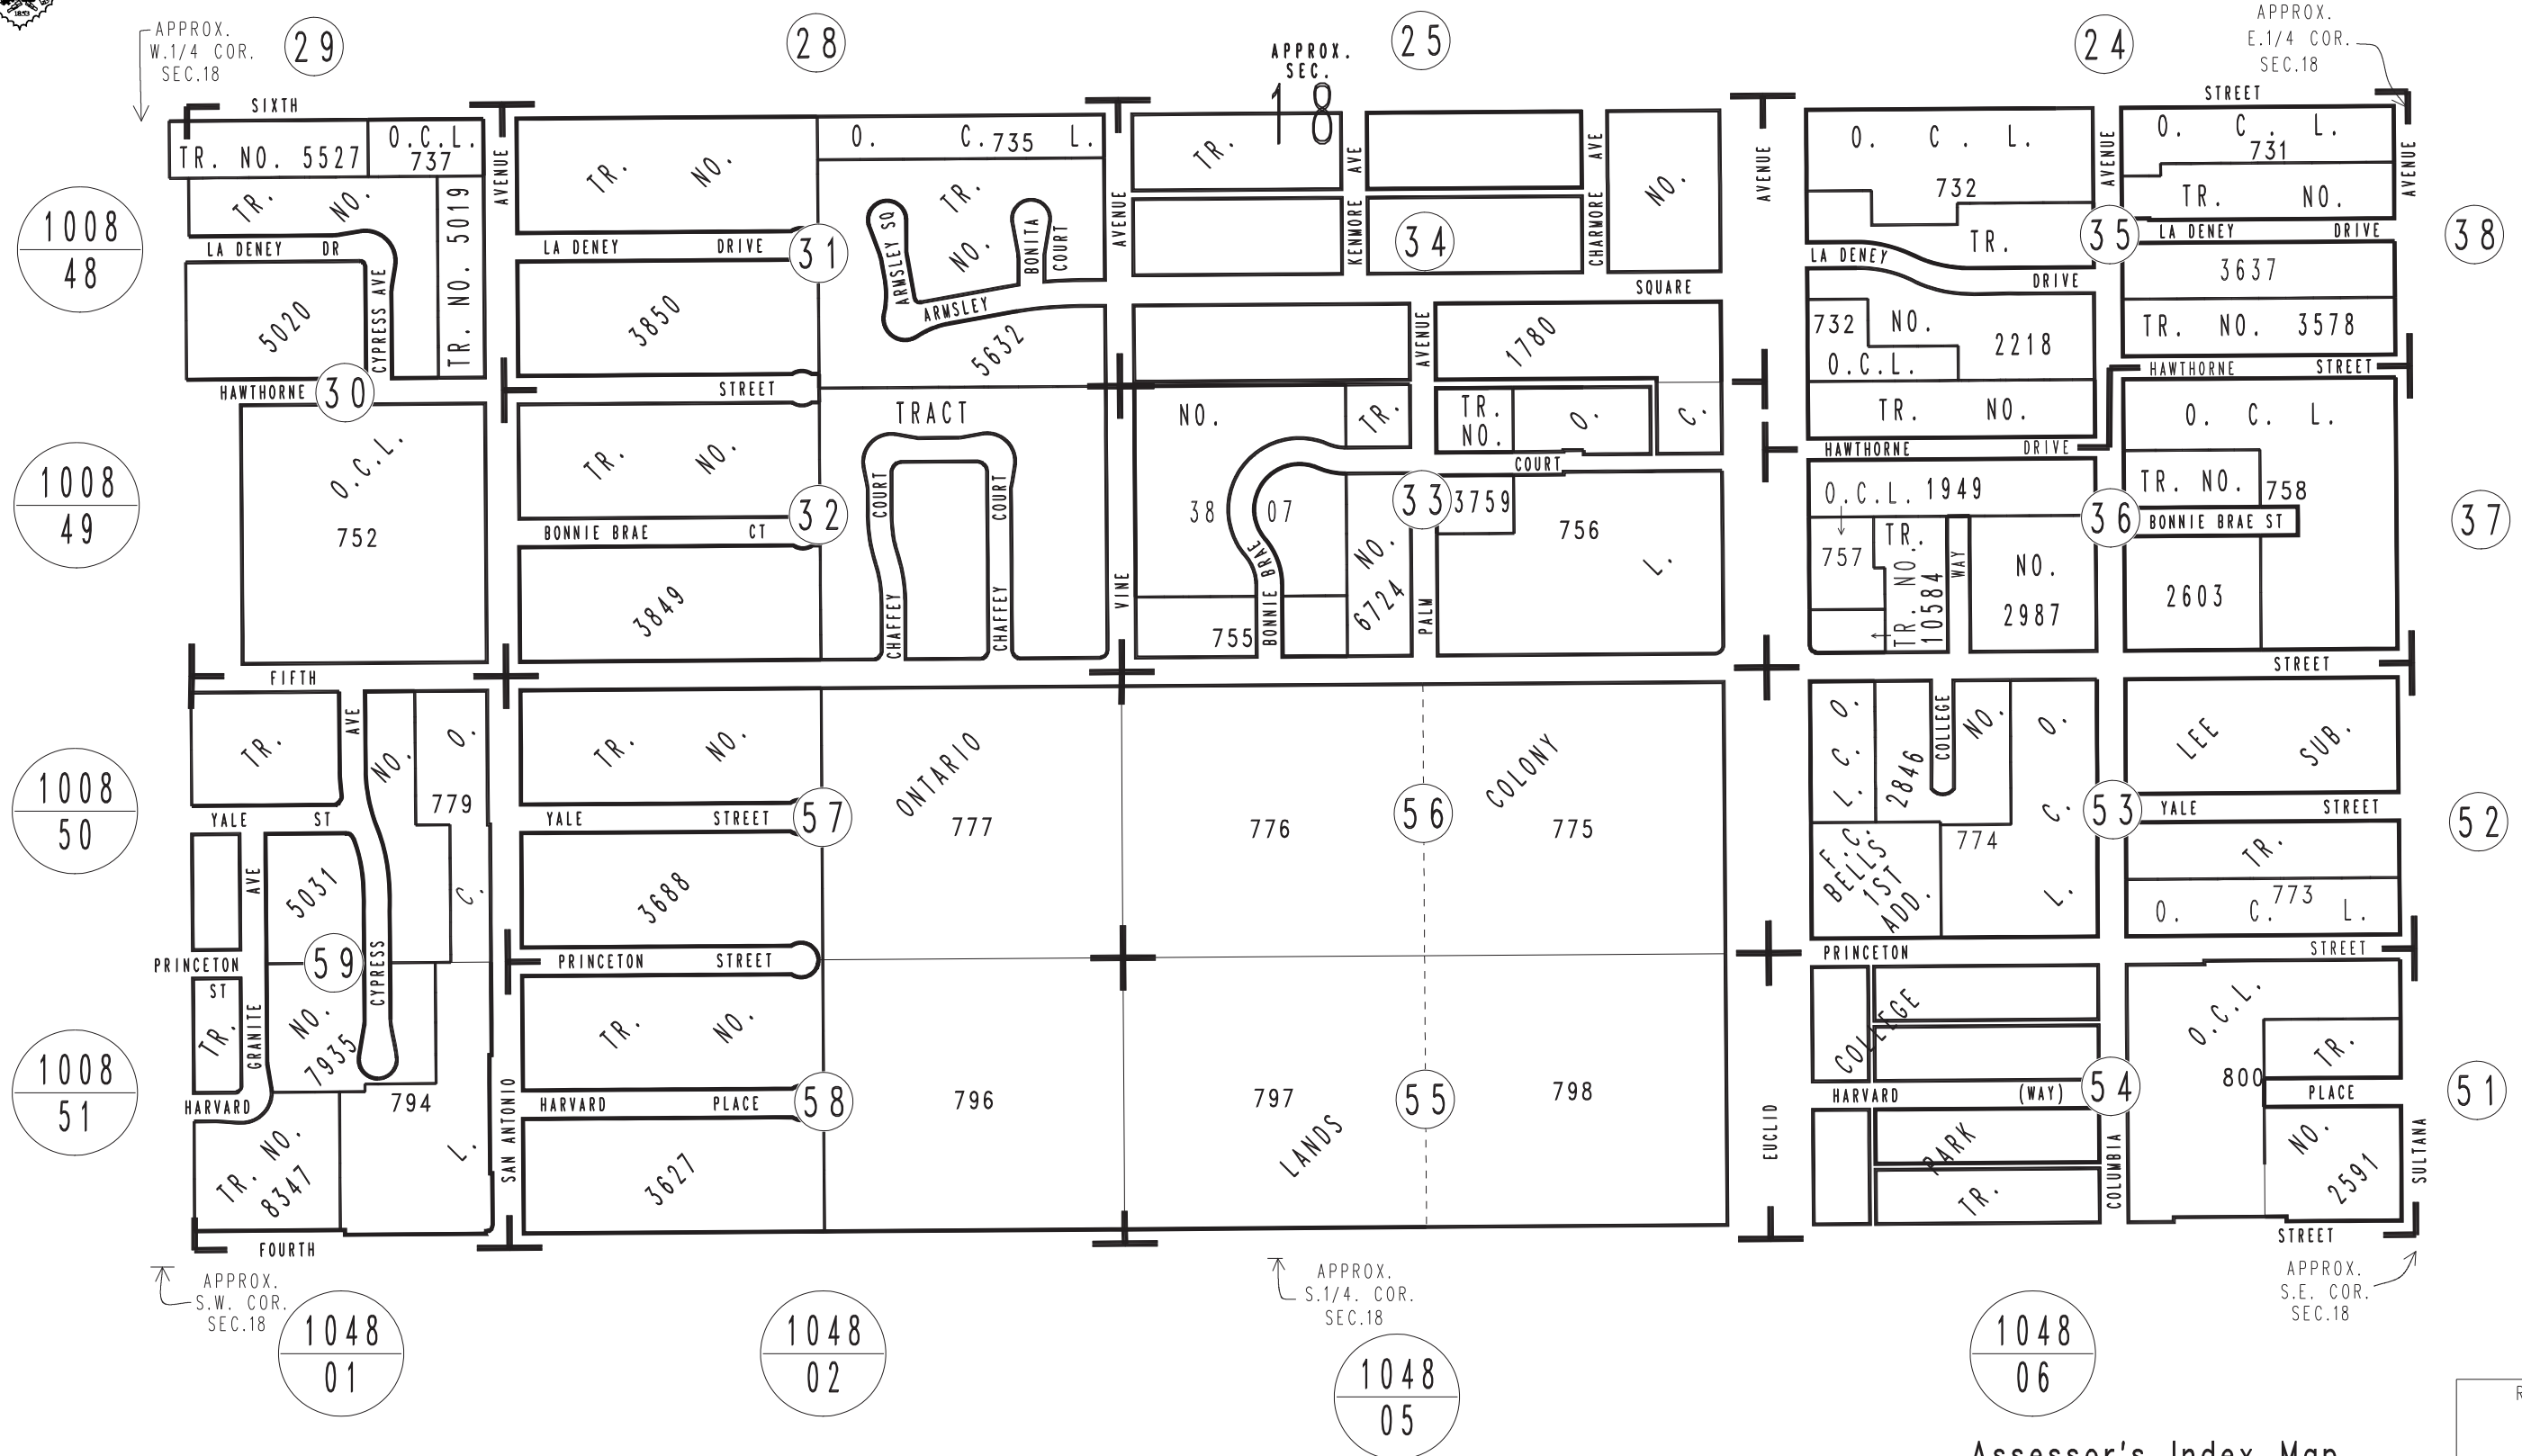 APPROX.
W.1/4 COR.
SEC.18
29
28
APPROX.
SEC.
18
25
24
APPROX.
E.1/4 COR.
SEC.18
SIXTH
STREET
TR. NO. 5527
O.C.L.
737
TR. NO.
TR. NO. 5019
LA DENEY DR
CYPRESS AVE
5020
HAWTHORNE
30
O.C.L.
752
1008
48
1008
49
1008
50
1008
51
AVENUE
TR. NO.
LA DENEY DRIVE
31
3850
STREET
TR. NO.
BONNIE BRAE CT
32
3849
O. C. L.
735
TR.
NO.
ARMSLEY SQ
BONITA
COURT
ARMSLEY
5632
TRACT
COURT
COURT
CHAFFEY
CHAFFEY
AVENUE
VINE
TR.
KENMORE AVE
CHARMORE AVE
34
NO.
SQUARE
AVENUE
1780
NO.
TR.
TR.
NO.
O.
C.
COURT
38 07
BONNIE BRAE
NO.
6724
33
3759
756
L.
755
PALM
AVENUE
O. C. L.
732
TR.
LA DENEY
DRIVE
732
NO.
O.C.L.
2218
TR. NO.
HAWTHORNE DRIVE
O.C.L. 1949
757
TR.
TR. NO.
10584
WAY
NO.
2987
AVENUE
35
O. C. L.
731
TR. NO.
LA DENEY DRIVE
3637
TR. NO. 3578
HAWTHORNE STREET
O. C. L.
TR. NO.
758
36
BONNIE BRAE ST
2603
AVENUE
38
37
FIFTH
STREET
TR.
AVE
NO.
O.
779
YALE ST
AVE
5031
C.
PRINCETON
ST
59
CYPRESS
TR.
GRANITE
NO.
7935
HARVARD
794
L.
TR. NO.
8347
SAN ANTONIO
FOURTH
TR. NO.
YALE STREET
57
3688
PRINCETON STREET
TR. NO.
HARVARD PLACE
58
3627
ONTARIO
COLONY
777
776
56
775
796
797
55
798
LANDS
EUCLID
O.
C.
L.
2846
COLLEGE
NO.
O.
C.
L.
774
F. C.
BELLS
1ST
ADD.
53
LEE SUB.
YALE STREET
TR.
773
O. C. L.
52
PRINCETON
STREET
COLLEGE
HARVARD (WAY)
54
PARK
TR.
COLUMBIA
O.C.L.
TR.
800
PLACE
NO.
2591
SULTANA
51
STREET
APPROX.
S.W. COR.
SEC.18
APPROX.
S.1/4. COR.
SEC.18
APPROX.
S.E. COR.
SEC.18
1048
01
1048
02
1048
05
1048
06
Assessor's Index Map
R